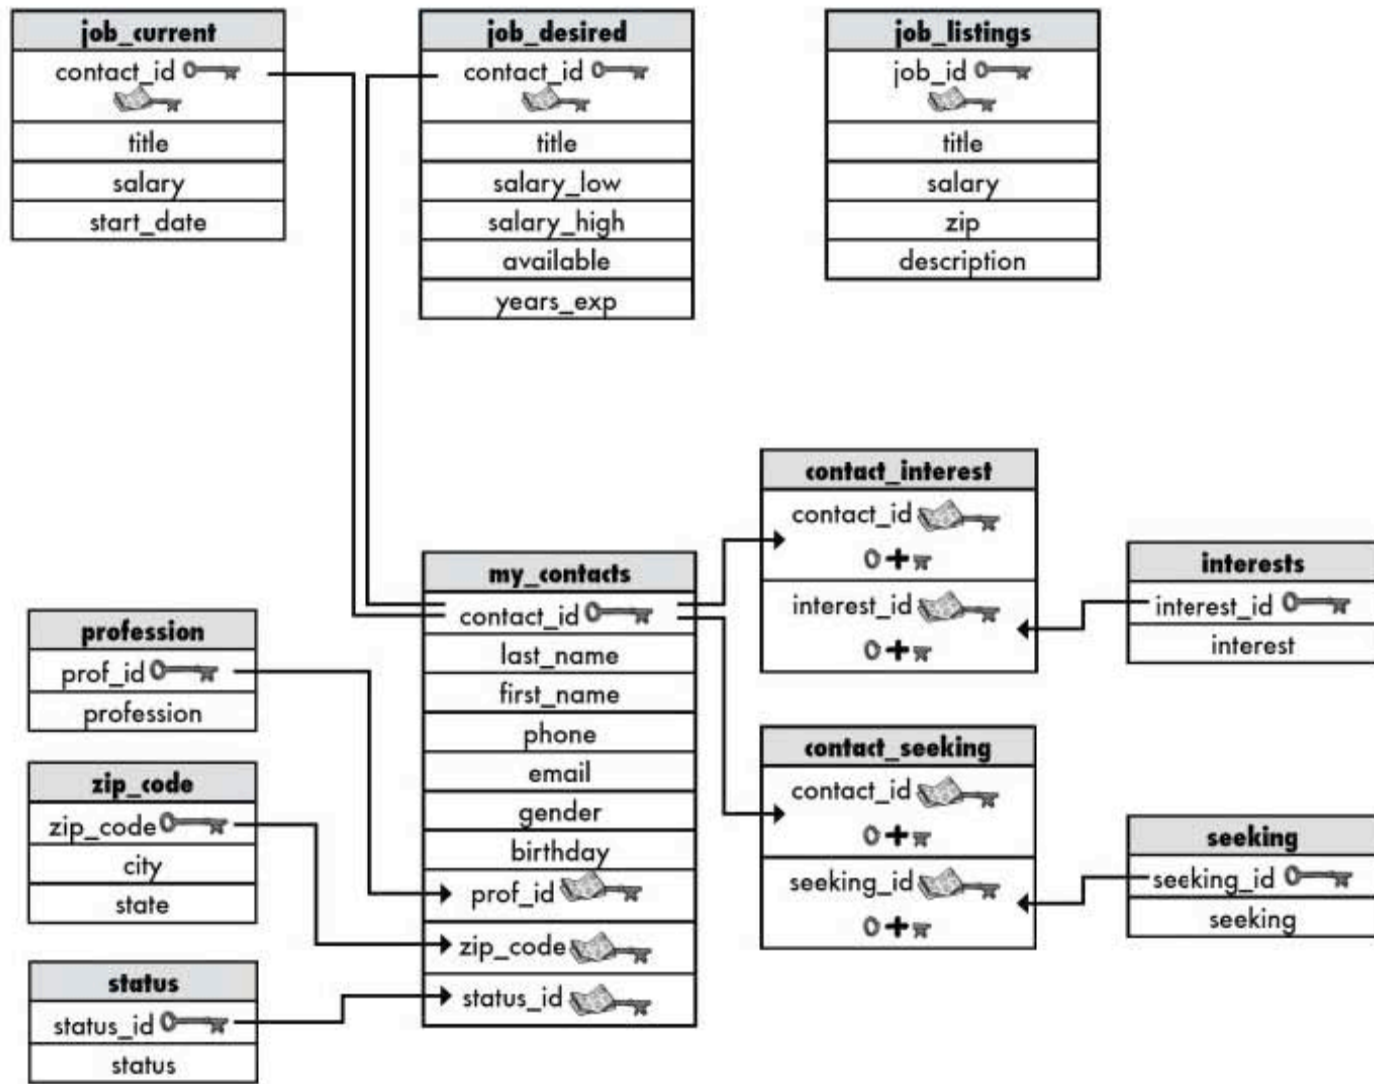 job_current
contact_id
title
salary
start_date
job_desired
contact_id
title
salary_low
salary_high
available
years_exp
job_listings
job_id
title
salary
zip
description
my_contacts
contact_id
last_name
first_name
phone
email
gender
birthday
prof_id
zip_code
status_id
profession
prof_id
profession
zip_code
zip_code
city
state
status
status_id
status
contact_interest
contact_id
+
interest_id
+
contact_seeking
contact_id
+
seeking_id
+
interests
interest_id
interest
seeking
seeking_id
seeking